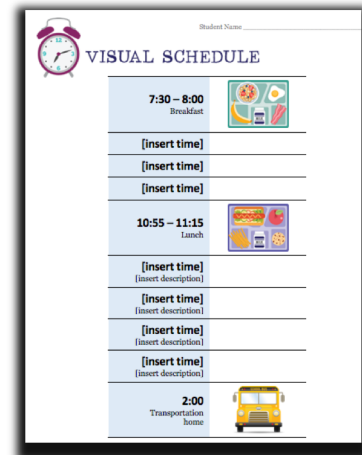 Student Name
VISUAL SCHEDULE
7:30 – 8:00
Breakfast
[insert time]
[insert time]
[insert time]
10:55 – 11:15
Lunch
[insert time]
[insert description]
[insert time]
[insert description]
[insert time]
[insert description]
[insert time]
[insert description]
2:00
Transportation
home